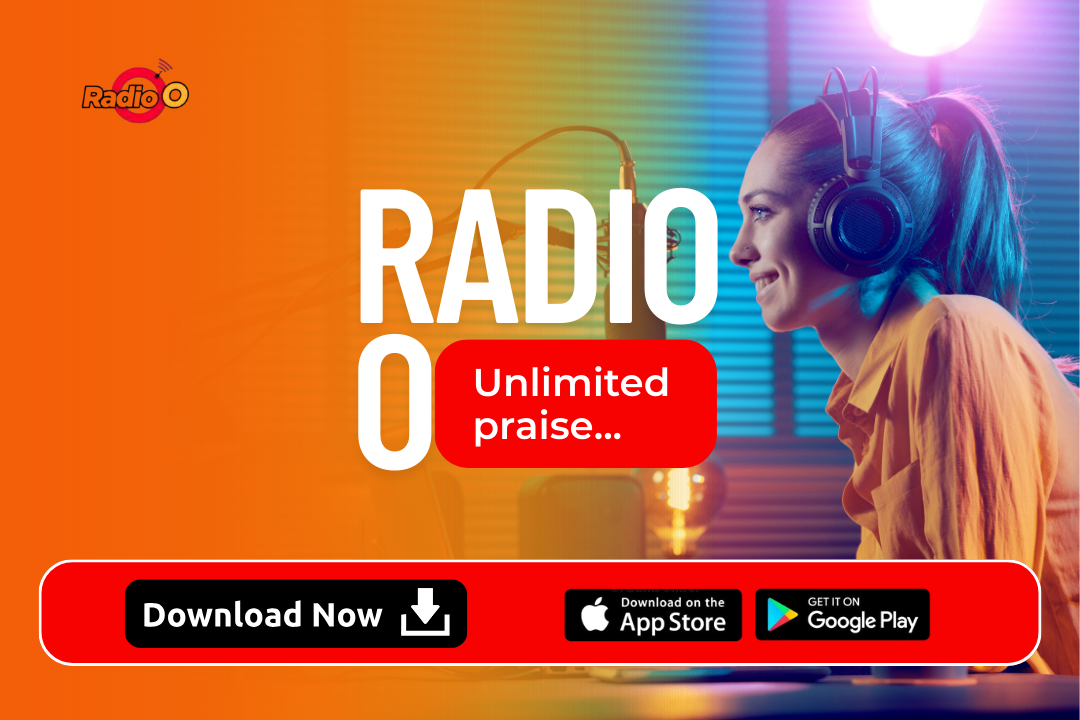 Radio O
RADIO
O
Unlimited
praise...
Download Now
Download on the
App Store
GET IT ON
Google Play